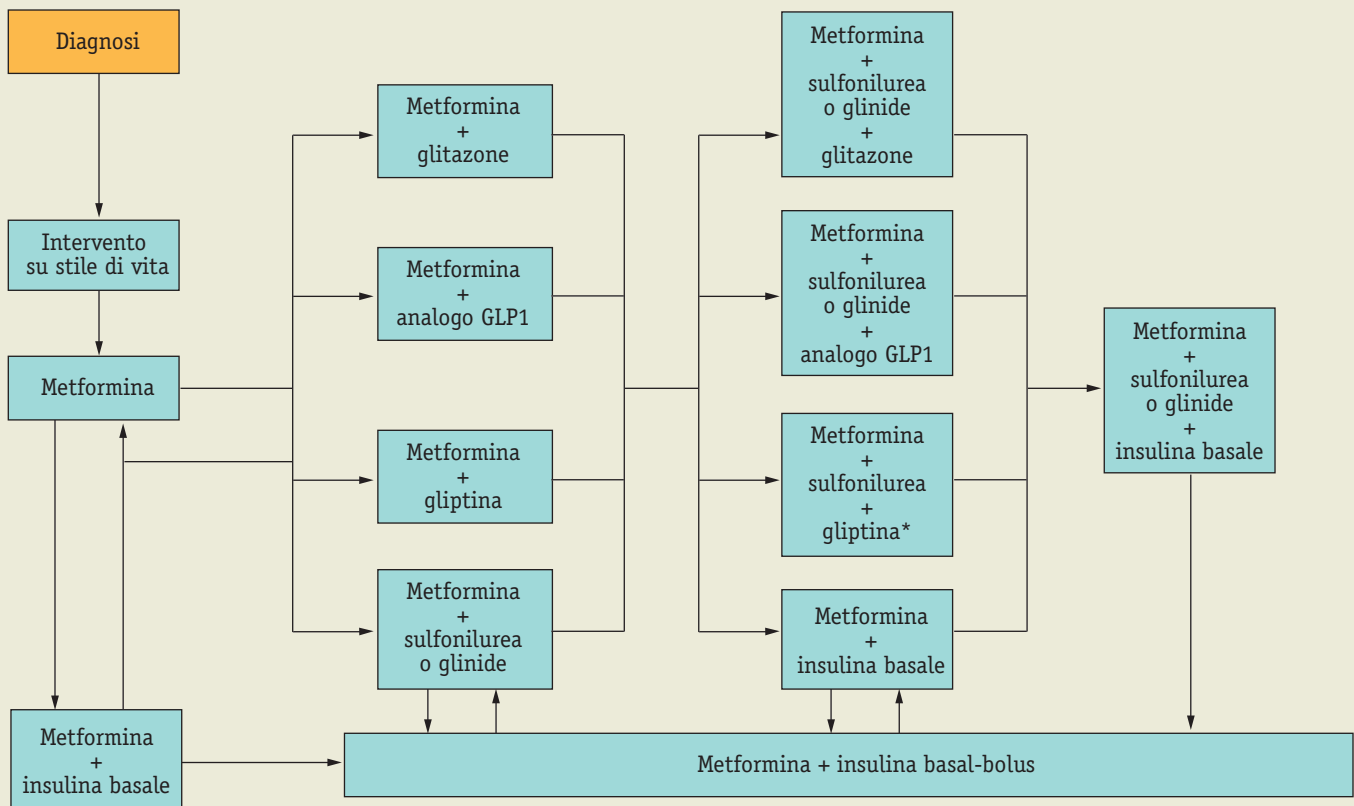 Diagnosi
Intervento
su stile di vita
Metformina
Metformina
+
insulina basale
Metformina
+
glitazone
Metformina
+
analogo GLP1
Metformina
+
gliptina
Metformina
+
sulfonilurea
o glinide
Metformina
+
sulfonilurea
o glinide
+
glitazone
Metformina
+
sulfonilurea
o glinide
+
analogo GLP1
Metformina
+
sulfonilurea
+
gliptina*
Metformina
+
insulina basale
Metformina
+
sulfonilurea
o glinide
+
insulina basale
Metformina + insulina basal-bolus